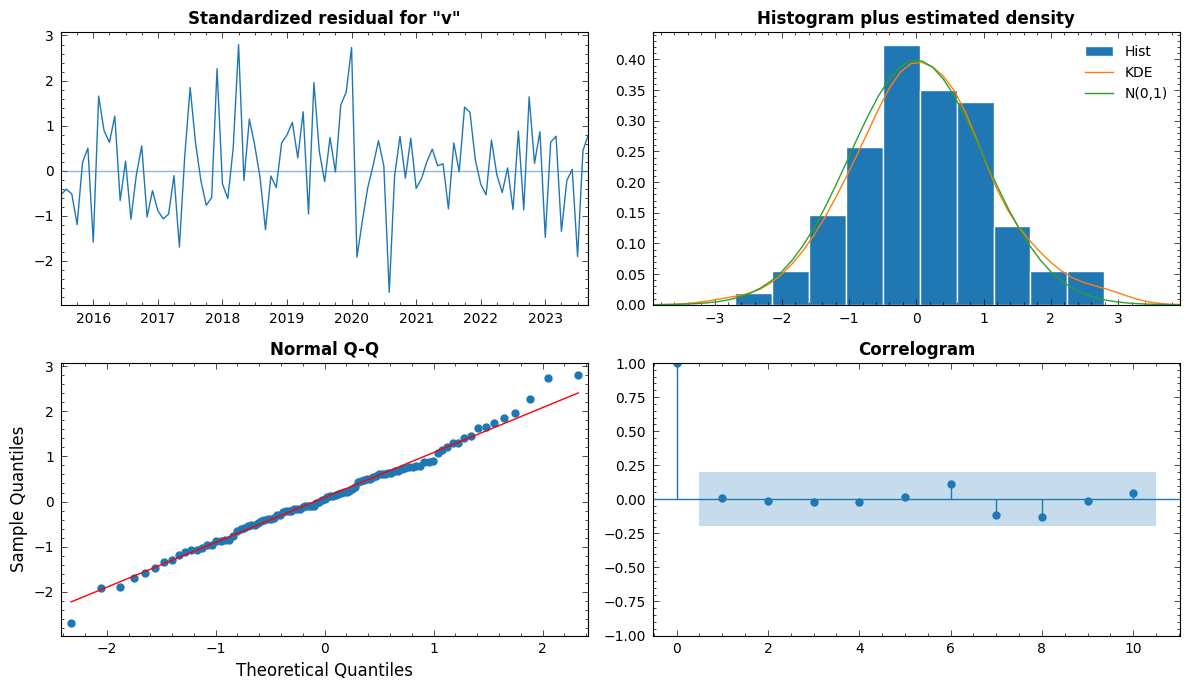 Standardized residual for "v"
3
2
1
0
−1
−2
2016 2017 2018 2019 2020 2021 2022 2023
Histogram plus estimated density
0.40
0.35
0.30
0.25
0.20
0.15
0.10
0.05
0.00
−3 −2 −1 0 1 2 3
Hist
KDE
N(0,1)
Normal Q-Q
Sample Quantiles
3
2
1
0
−1
−2
−2 −1 0 1 2
Theoretical Quantiles
Correlogram
1.00
0.75
0.50
0.25
0.00
−0.25
−0.50
−0.75
−1.00
0 2 4 6 8 10